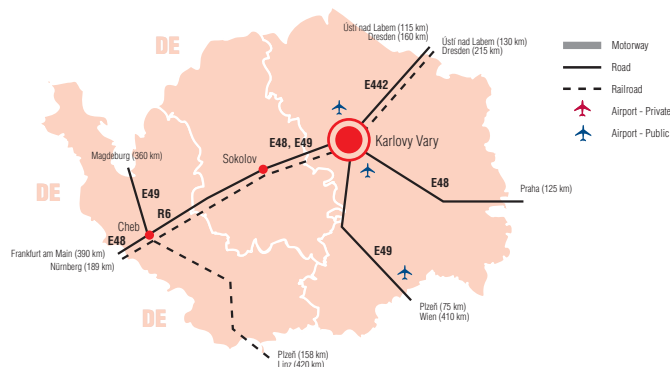 DE
Ústí nad Labem (115 km)
Dresden (160 km)
Ústí nad Labem (130 km)
Dresden (215 km)
Motorway
Road
Railroad
Airport - Private
Airport - Public
E442
Karlovy Vary
E48, E49
Sokolov
Magdeburg (360 km)
E48
Praha (125 km)
DE
E49
R6
Cheb
E48
E49
Frankfurt am Main (390 km)
Nürnberg (189 km)
Plzeň (75 km)
Wien (410 km)
DE
Plzeň (158 km)
Linz (420 km)